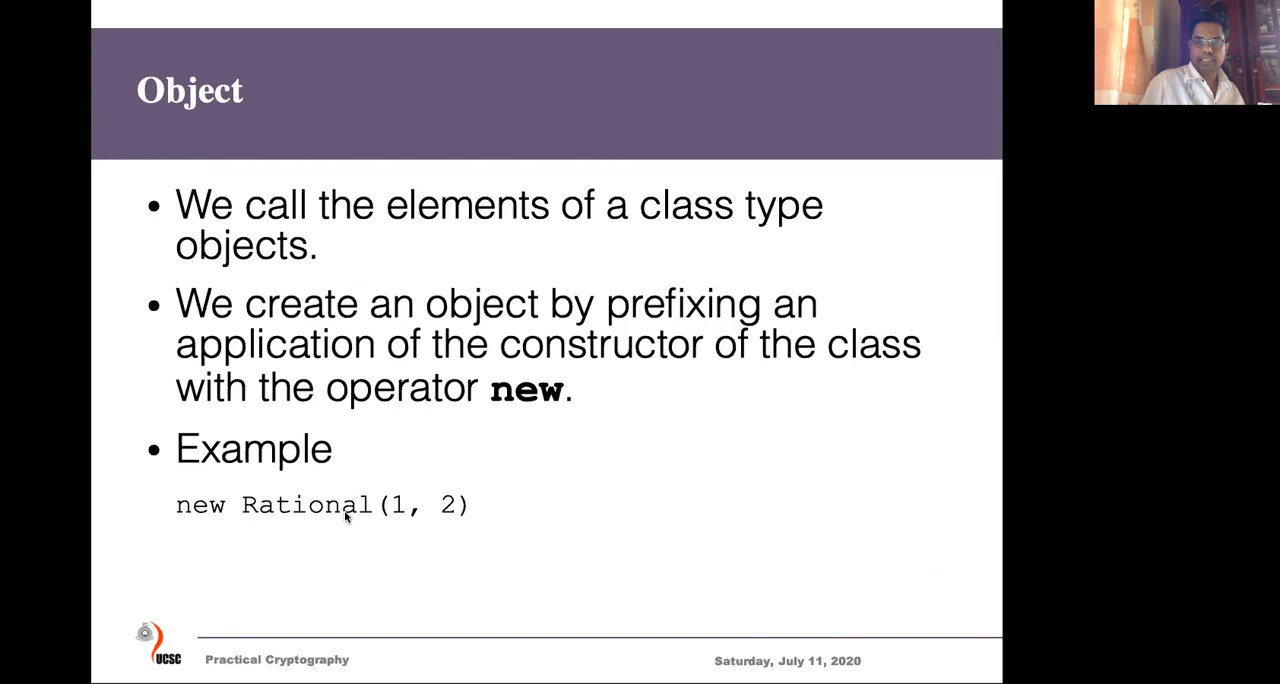 Object
• We call the elements of a class type
objects.
• We create an object by prefixing an
application of the constructor of the class
with the operator new.
• Example
new Rational(1, 2)
UCSC
Practical Cryptography
Saturday, July 11, 2020